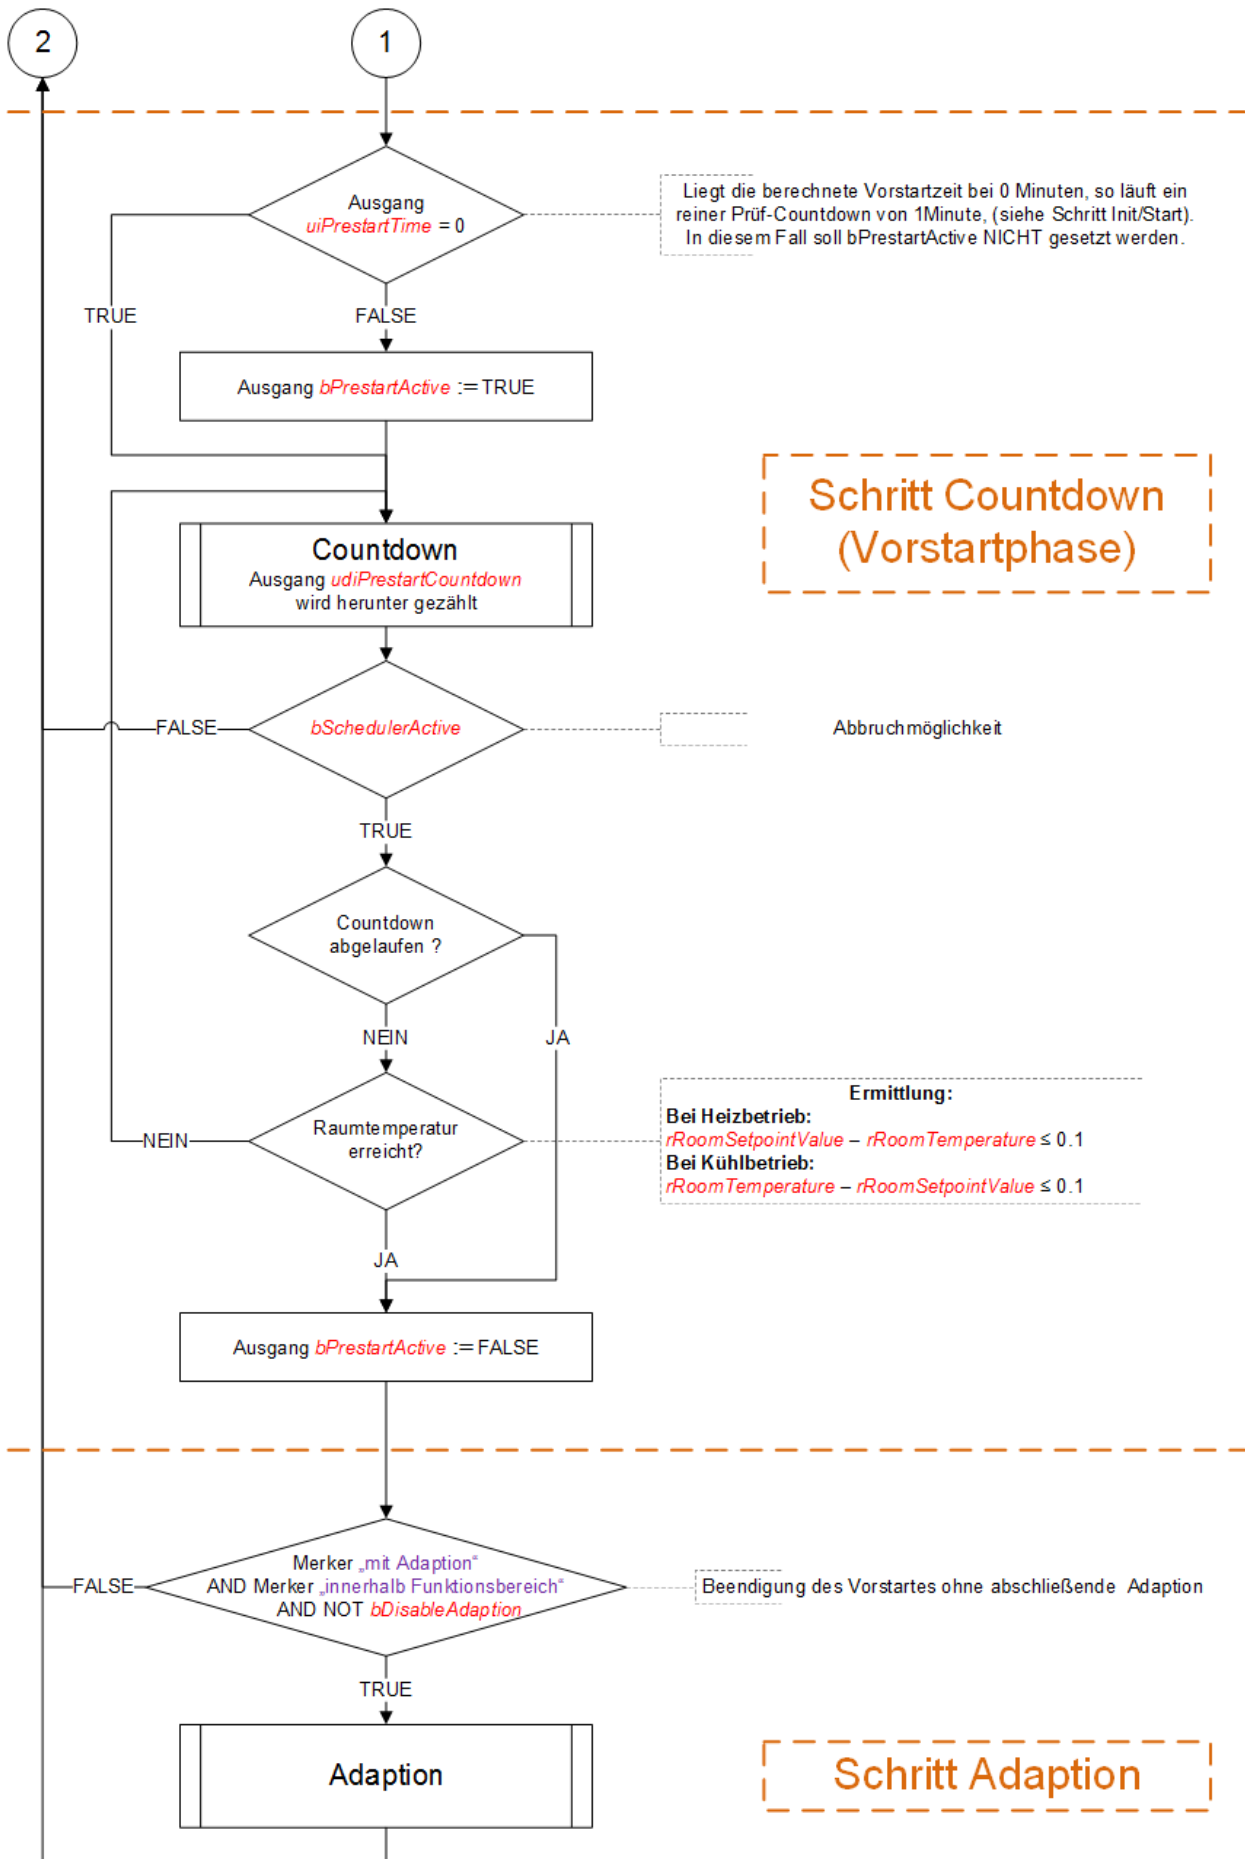 2
1
Ausgang
uiPrestartTime = 0
Liegt die berechnete Vorstartzeit bei 0 Minuten, so läuft ein
reiner Prüf-Countdown von 1Minute, (siehe Schritt Init/Start).
In diesem Fall soll bPrestartActive NICHT gesetzt werden.
TRUE
FALSE
Ausgang bPrestartActive := TRUE
Schritt Countdown
(Vorstartphase)
Countdown
Ausgang udiPrestartCountdown
wird herunter gezählt
FALSE
bSchedulerActive
Abbruchmöglichkeit
TRUE
Countdown
abgelaufen ?
NEIN
JA
Raumtemperatur
erreicht?
NEIN
Ermittlung:
Bei Heizbetrieb:
rRoomSetpointValue – rRoomTemperature ≤ 0.1
Bei Kühlbetrieb:
rRoomTemperature – rRoomSetpointValue ≤ 0.1
JA
Ausgang bPrestartActive := FALSE
Merker „mit Adaption“
AND Merker „innerhalb Funktionsbereich“
AND NOT bDisableAdaption
FALSE
Beendigung des Vorstartes ohne abschließende Adaption
TRUE
Adaption
Schritt Adaption